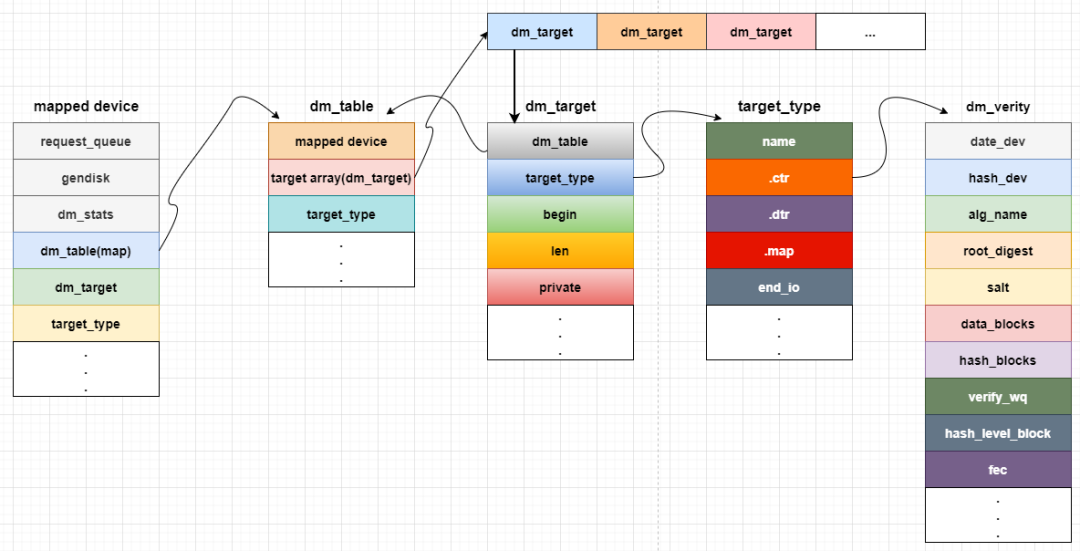 dm_target
dm_target
dm_target
...
mapped device
request_queue
gendisk
dm_stats
dm_table(map)
dm_target
target_type
.
.
.
dm_table
mapped device
target array(dm_target)
target_type
.
.
.
dm_target
dm_table
target_type
begin
len
private
.
.
.
target_type
name
.ctr
.dtr
.map
end_io
.
.
.
dm_verity
date_dev
hash_dev
alg_name
root_digest
salt
data_blocks
hash_blocks
verify_wq
hash_level_block
fec
.
.
.